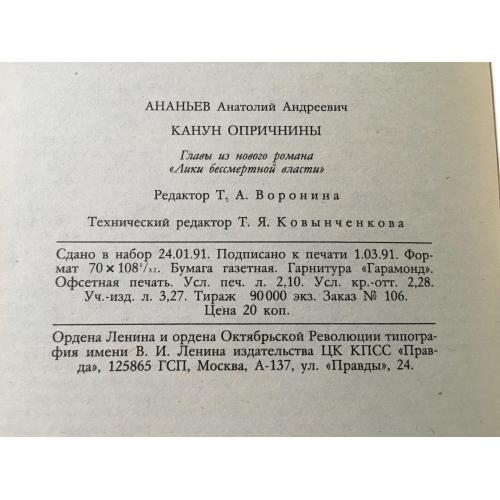 АНАНЬЕВ Анатолий Андреевич
КАНУН ОПРИЧНИНЫ
Главы из нового романа
«Лики бессмертной власти»
Редактор Т. А. Воронина
Технический редактор Т. Я. Ковынченкова
Сдано в набор 24.01.91. Подписано к печати 1.03.91. Фор-
мат 70×108¹/₃₂. Бумага газетная. Гарнитура «Гарамонд».
Офсетная печать. Усл. печ. л. 2,10. Усл. кр.-отт. 2,28.
Уч.-изд. л. 3,27. Тираж 90 000 экз. Заказ № 106.
Цена 20 коп.
Ордена Ленина и ордена Октябрьской Революции типогра-
фия имени В. И. Ленина издательства ЦК КПСС «Прав-
да», 125865 ГСП, Москва, А-137, ул. «Правды», 24.